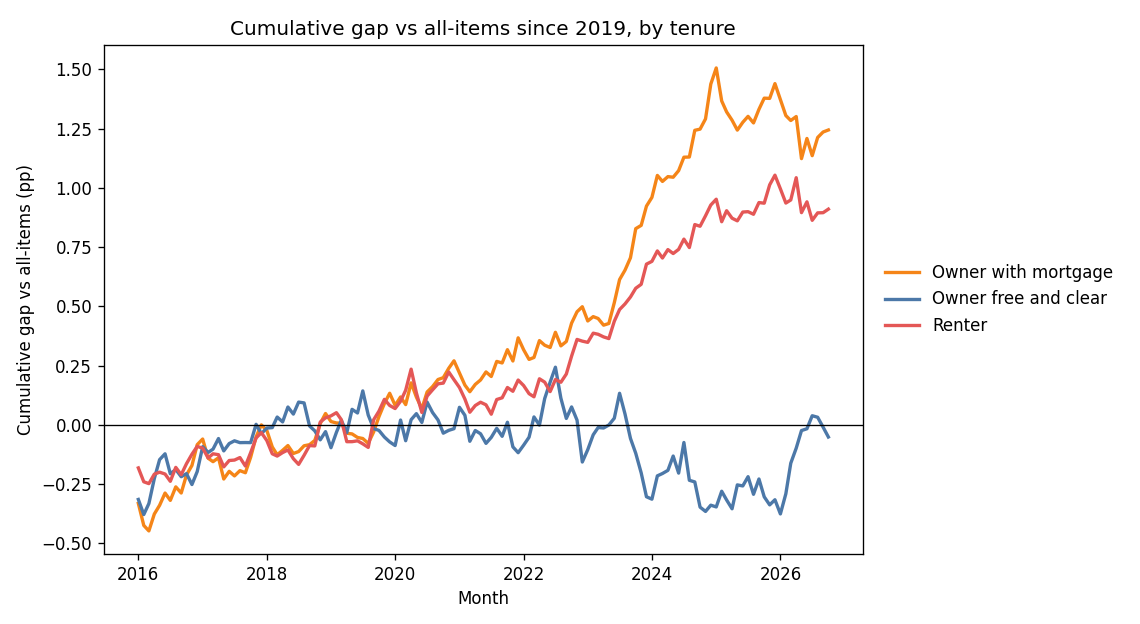 Cumulative gap vs all-items since 2019, by tenure
Cumulative gap vs all-items (pp)
1.50
1.25
1.00
0.75
0.50
0.25
0.00
−0.25
−0.50
2016
2018
2020
2022
2024
2026
Month
Owner with mortgage
Owner free and clear
Renter